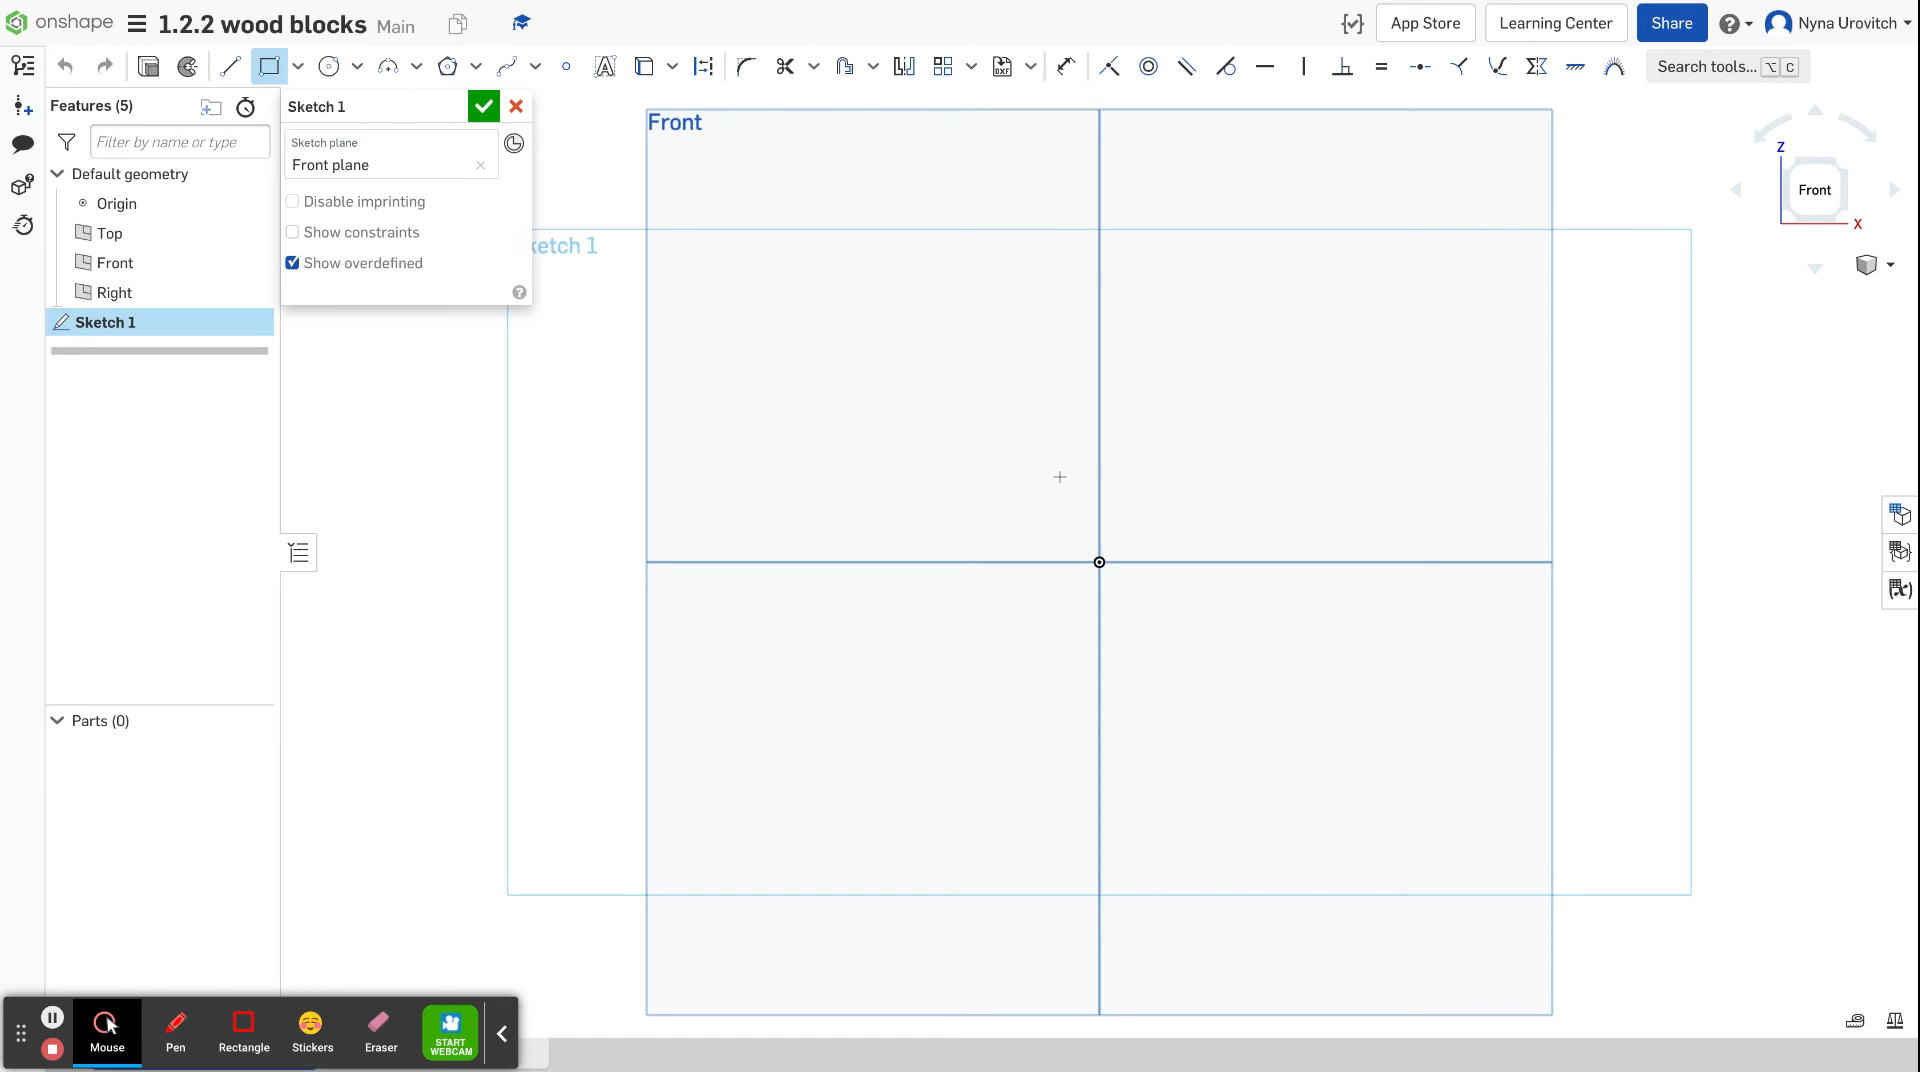 onshape
1.2.2 wood blocks Main
App Store
Learning Center
Share
Nyna Urovitch
Search tools... ⌥ C
Features (5)
Filter by name or type
Default geometry
Origin
Top
Front
Right
Sketch 1
Parts (0)
Sketch 1
Sketch plane
Front plane
Disable imprinting
Show constraints
Show overdefined
Front
ketch 1
Z
Front
X
Mouse
Pen
Rectangle
Stickers
Eraser
START
WEBCAM